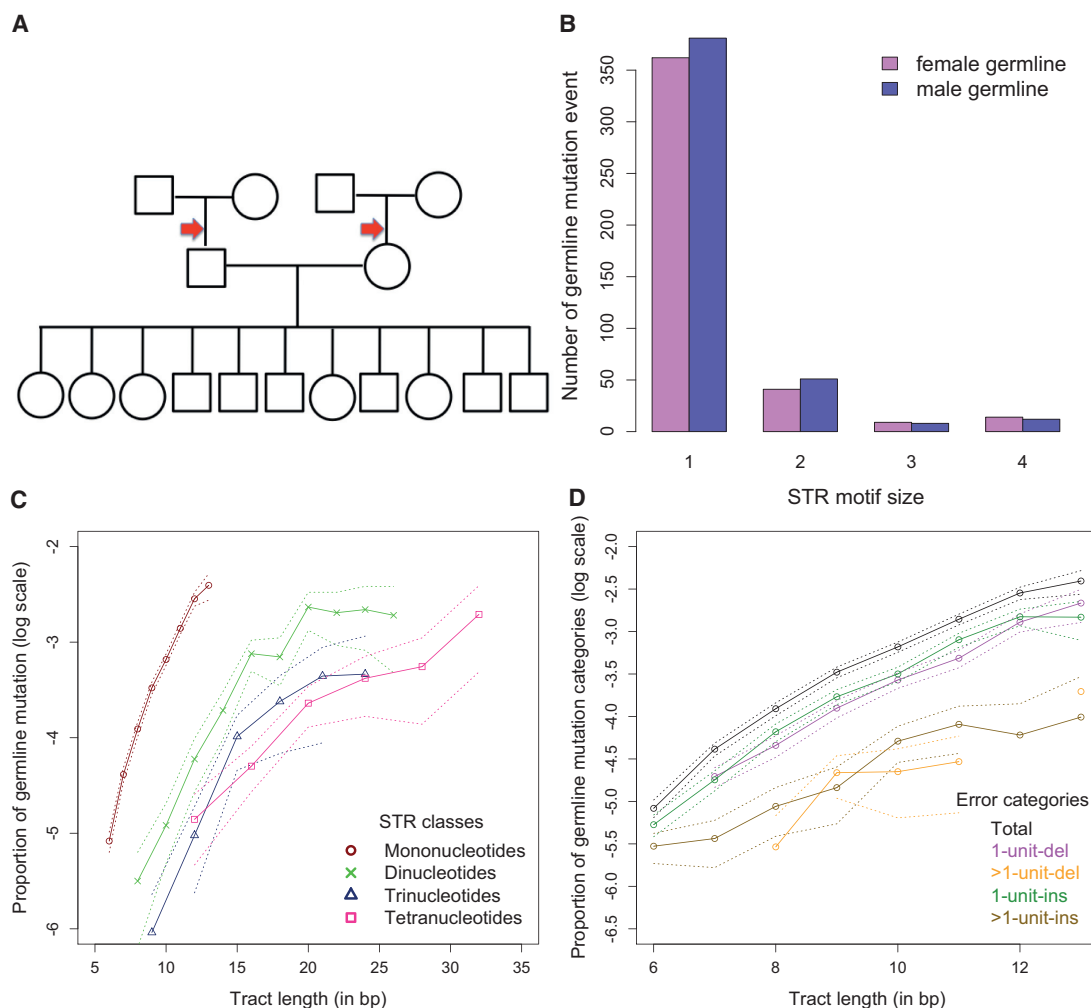 A
B
Number of germline mutation event
350
300
250
200
150
100
50
0
female germline
male germline
1 2 3 4
STR motif size
C
Proportion of germline mutation (log scale)
-2
-3
-4
-5
-6
STR classes
Mononucleotides
Dinucleotides
Trinucleotides
Tetranucleotides
5 10 15 20 25 30 35
Tract length (in bp)
D
Proportion of germline mutation categories (log scale)
-2.0
-2.5
-3.0
-3.5
-4.0
-4.5
-5.0
-5.5
-6.0
-6.5
Error categories
Total
1-unit-del
>1-unit-del
1-unit-ins
>1-unit-ins
6 8 10 12
Tract length (in bp)